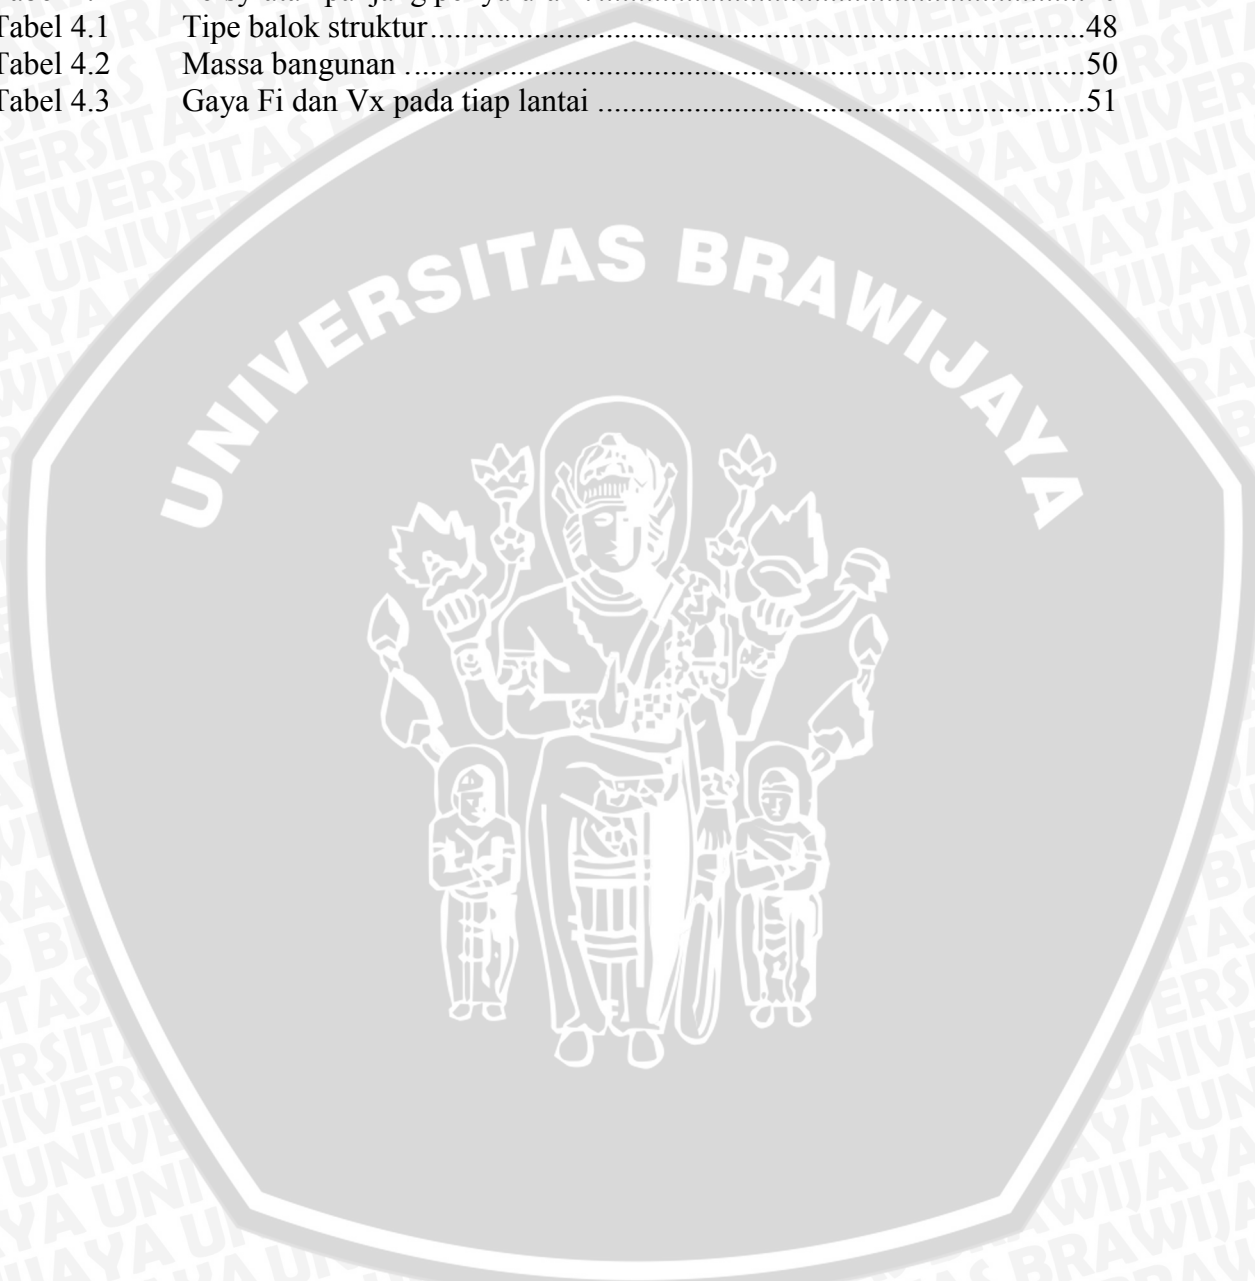 Tabel 4.1 Tipe balok struktur..........................................................................48
Tabel 4.2 Massa bangunan .............................................................................50
Tabel 4.3 Gaya Fi dan Vx pada tiap lantai .......................................................51
UNIVERSITAS BRAWIJAYA